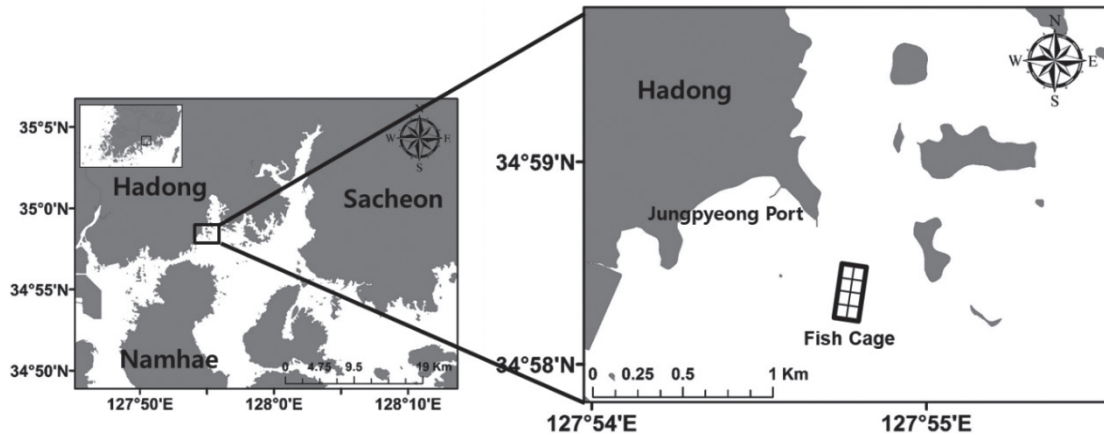 35°5'N
35°0'N
34°55'N
34°50'N
Hadong
Sacheon
Namhae
N
W E
S
0 4.75 9.5 19 Km
127°50'E 128°0'E 128°10'E
N
W E
S
Hadong
34°59'N
Jungpyeong Port
Fish Cage
34°58'N
0 0.25 0.5 1 Km
127°54'E 127°55'E